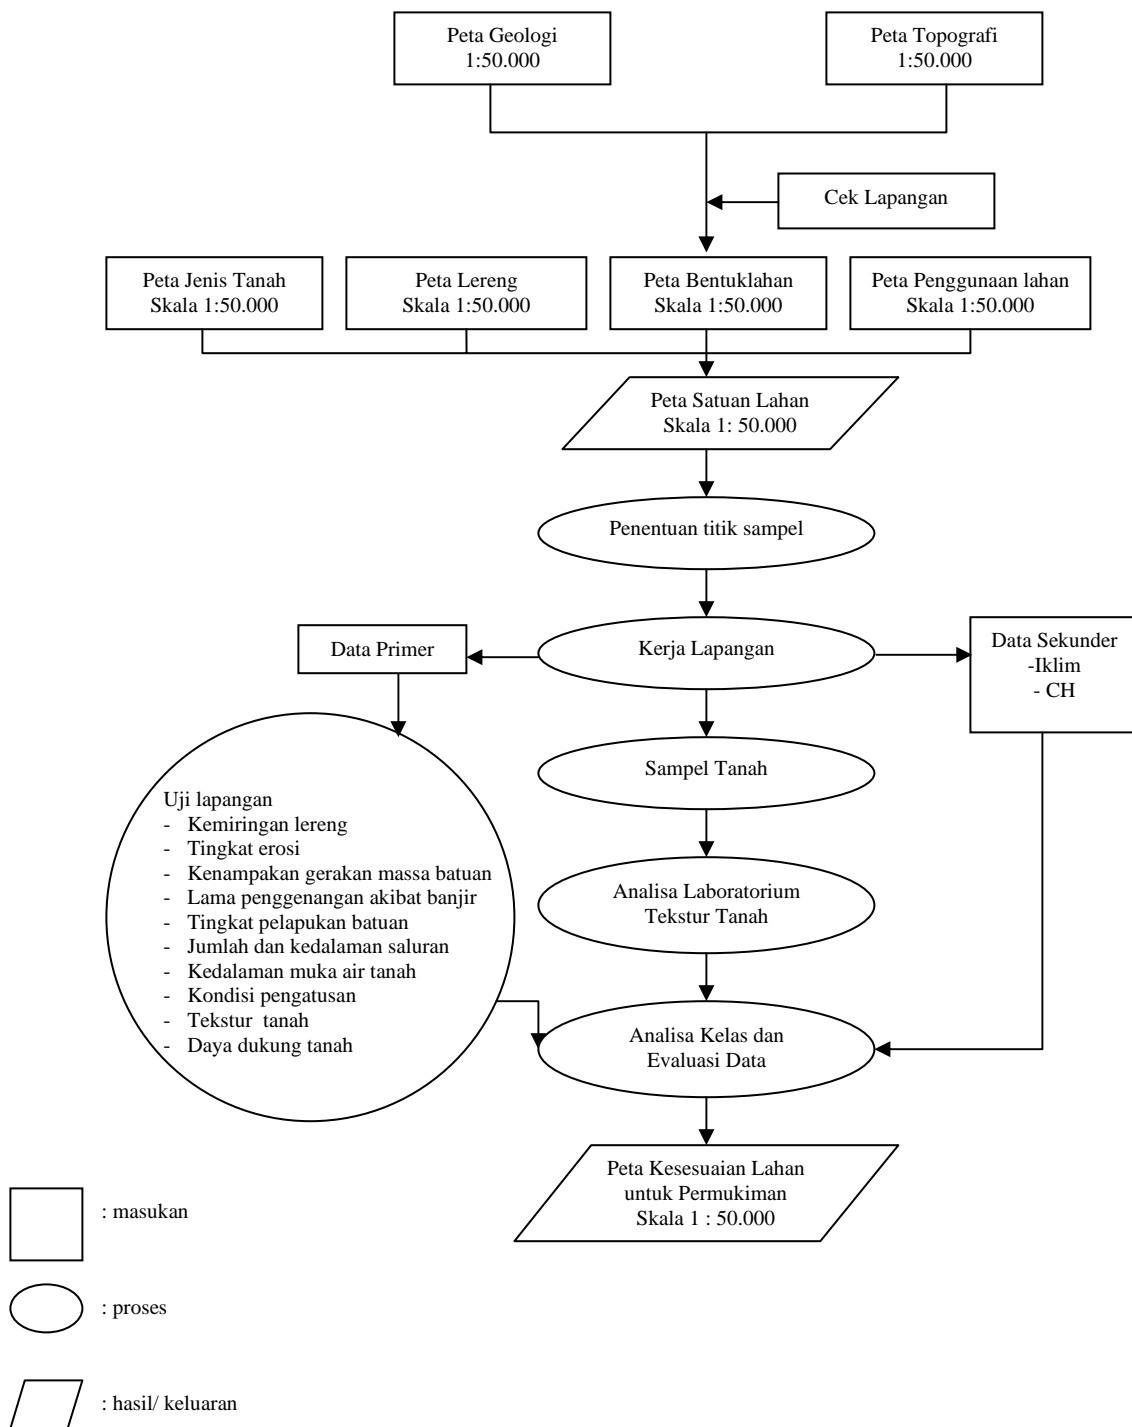 Peta Geologi
1:50.000
Peta Topografi
1:50.000
Cek Lapangan
Peta Jenis Tanah
Skala 1:50.000
Peta Lereng
Skala 1:50.000
Peta Bentuklahan
Skala 1:50.000
Peta Penggunaan lahan
Skala 1:50.000
Peta Satuan Lahan
Skala 1: 50.000
Penentuan titik sampel
Data Primer
Kerja Lapangan
Data Sekunder
-Iklim
- CH
Sampel Tanah
Uji lapangan
- Kemiringan lereng
- Tingkat erosi
- Kenampakan gerakan massa batuan
- Lama penggenangan akibat banjir
- Tingkat pelapukan batuan
- Jumlah dan kedalaman saluran
- Kedalaman muka air tanah
- Kondisi pengatusan
- Tekstur tanah
- Daya dukung tanah
Analisa Laboratorium
Tekstur Tanah
Analisa Kelas dan
Evaluasi Data
Peta Kesesuaian Lahan
untuk Permukiman
Skala 1 : 50.000
: masukan
: proses
: hasil/ keluaran